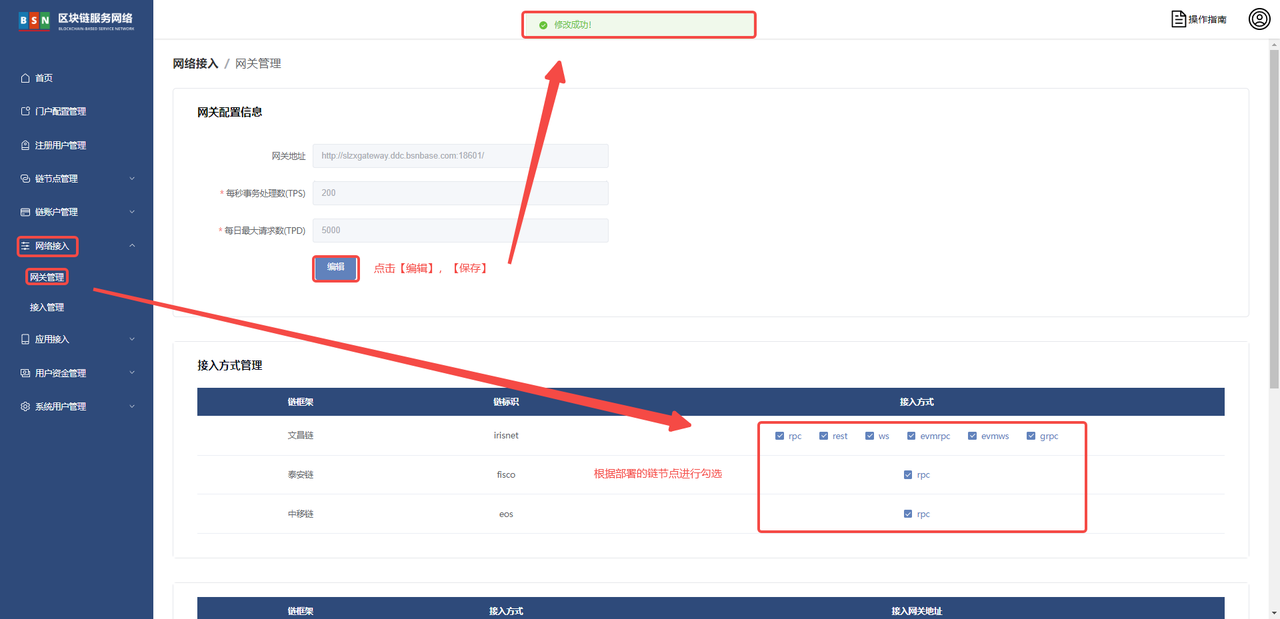 BSN 区块链服务网络
BLOCKCHAIN-BASED SERVICE NETWORK
修改成功!
操作指南
首页
门户配置管理
注册用户管理
链节点管理
链账户管理
网络接入
网关管理
接入管理
应用接入
用户资金管理
系统用户管理
网络接入 / 网关管理
网关配置信息
网关地址 http://slzxgateway.ddc.bsnbase.com:18601/
* 每秒事务处理数(TPS) 200
* 每日最大请求数(TPD) 5000
编辑 点击【编辑】，【保存】
接入方式管理
链框架 链标识 接入方式
文昌链 irisnet rpc rest ws evmrpc evmws grpc
泰安链 fisco 根据部署的链节点进行勾选 rpc
中移链 eos rpc
链框架 接入方式 接入网关地址